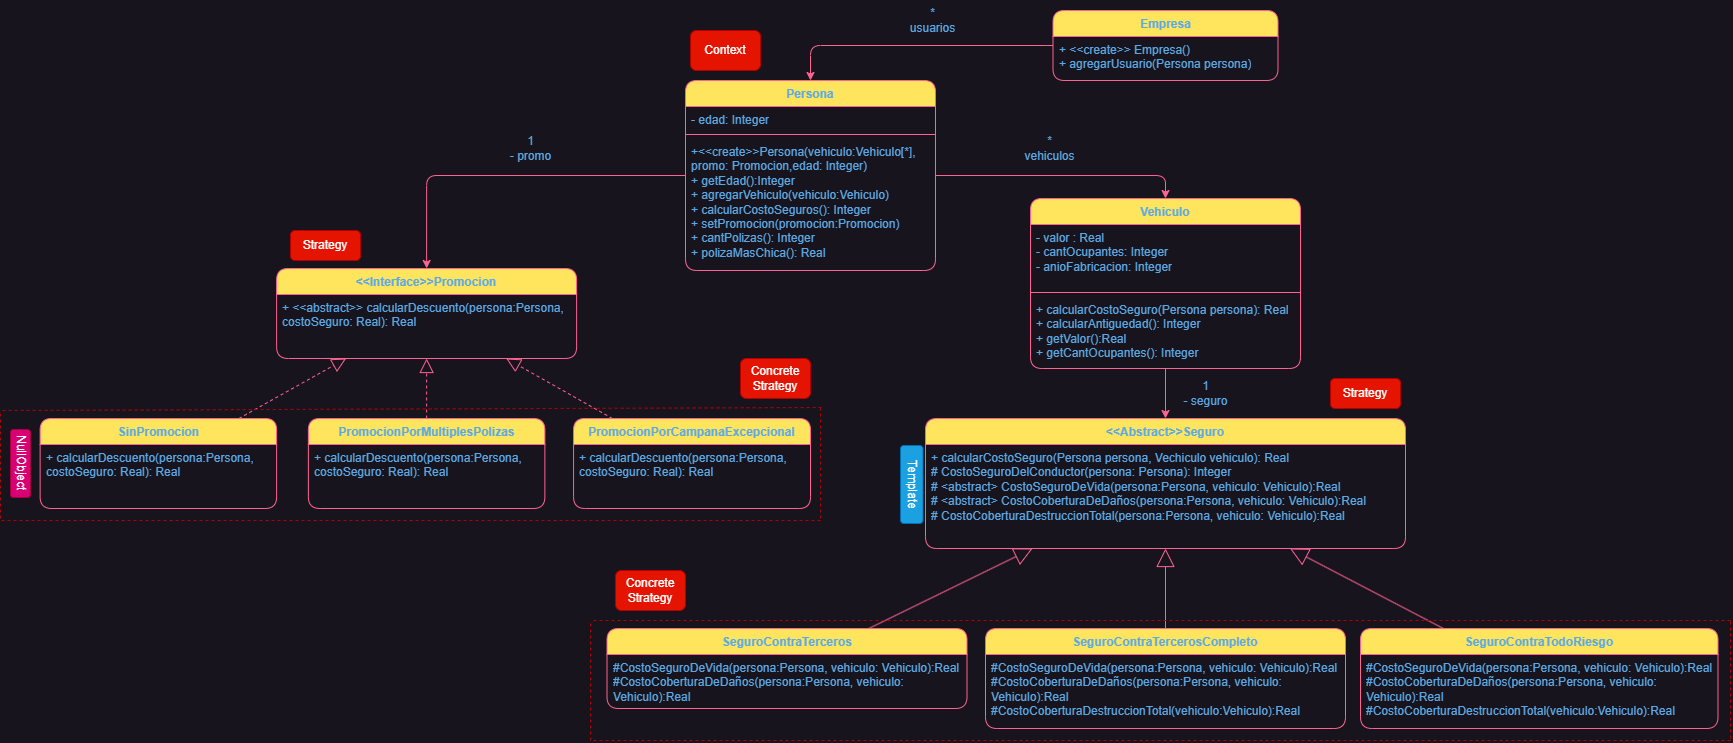 *
usuarios
Empresa
+ <<create>> Empresa()
+ agregarUsuario(Persona persona)
Context
Persona
- edad: Integer
+<<create>>Persona(vehiculo:Vehiculo[*],
promo: Promocion,edad: Integer)
+ getEdad():Integer
+ agregarVehiculo(vehiculo:Vehiculo)
+ calcularCostoSeguros(): Integer
+ setPromocion(promocion:Promocion)
+ cantPolizas(): Integer
+ polizaMasChica(): Real
1
- promo
*
vehiculos
Vehiculo
- valor : Real
- cantOcupantes: Integer
- anioFabricacion: Integer
+ calcularCostoSeguro(Persona persona): Real
+ calcularAntiguedad(): Integer
+ getValor():Real
+ getCantOcupantes(): Integer
Strategy
<<Interface>>Promocion
+ <<abstract>> calcularDescuento(persona:Persona,
costoSeguro: Real): Real
Concrete
Strategy
NullObject
SinPromocion
+ calcularDescuento(persona:Persona,
costoSeguro: Real): Real
PromocionPorMultiplesPolizas
+ calcularDescuento(persona:Persona,
costoSeguro: Real): Real
PromocionPorCampanaExcepcional
+ calcularDescuento(persona:Persona,
costoSeguro: Real): Real
1
- seguro
Strategy
Template
<<Abstract>>Seguro
+ calcularCostoSeguro(Persona persona, Vechiculo vehiculo): Real
# CostoSeguroDelConductor(persona: Persona): Integer
# <abstract> CostoSeguroDeVida(persona:Persona, vehiculo: Vehiculo):Real
# <abstract> CostoCoberturaDeDaños(persona:Persona, vehiculo: Vehiculo):Real
# CostoCoberturaDestruccionTotal(persona:Persona, vehiculo: Vehiculo):Real
Concrete
Strategy
SeguroContraTerceros
#CostoSeguroDeVida(persona:Persona, vehiculo: Vehiculo):Real
#CostoCoberturaDeDaños(persona:Persona, vehiculo:
Vehiculo):Real
SeguroContraTercerosCompleto
#CostoSeguroDeVida(persona:Persona, vehiculo: Vehiculo):Real
#CostoCoberturaDeDaños(persona:Persona, vehiculo:
Vehiculo):Real
#CostoCoberturaDestruccionTotal(vehiculo:Vehiculo):Real
SeguroContraTodoRiesgo
#CostoSeguroDeVida(persona:Persona, vehiculo: Vehiculo):Real
#CostoCoberturaDeDaños(persona:Persona, vehiculo:
Vehiculo):Real
#CostoCoberturaDestruccionTotal(vehiculo:Vehiculo):Real